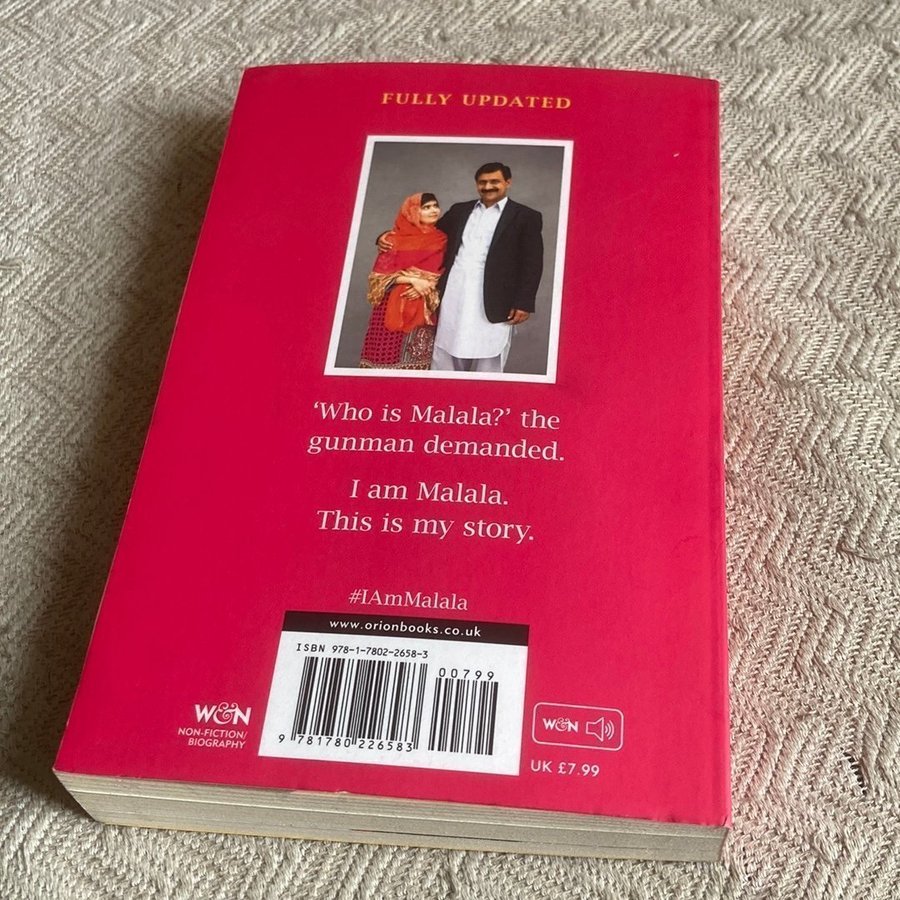 FULLY UPDATED
‘Who is Malala?’ the
gunman demanded.
I am Malala.
This is my story.
#IAmMalala
www.orionbooks.co.uk
ISBN 978-1-7802-2658-3
00799
9 781780 226583
W&N
NON-FICTION/
BIOGRAPHY
W&N
UK £7.99